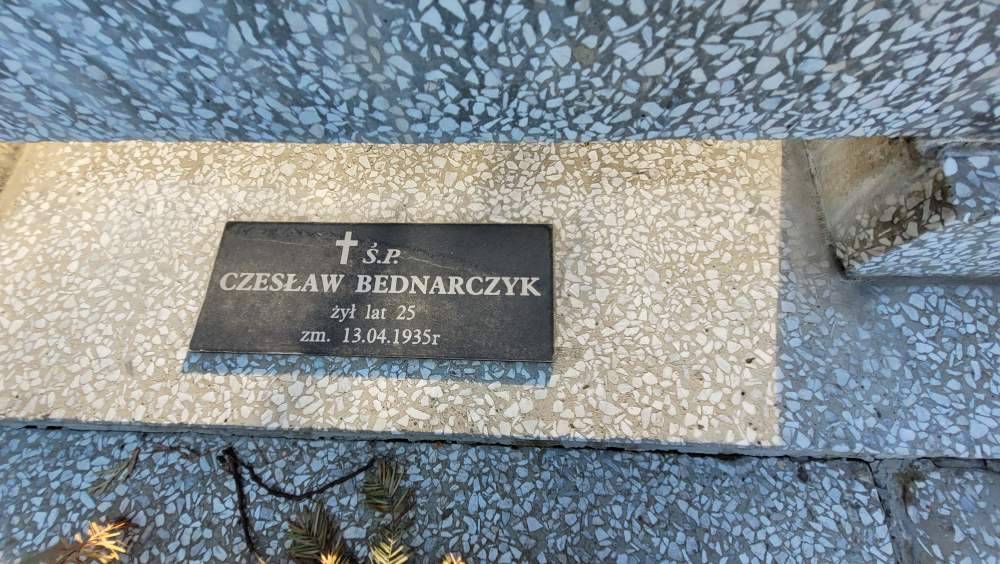 Ś.P.
CZESŁAW BEDNARCZYK
żył lat 25
zm. 13.04.1935r